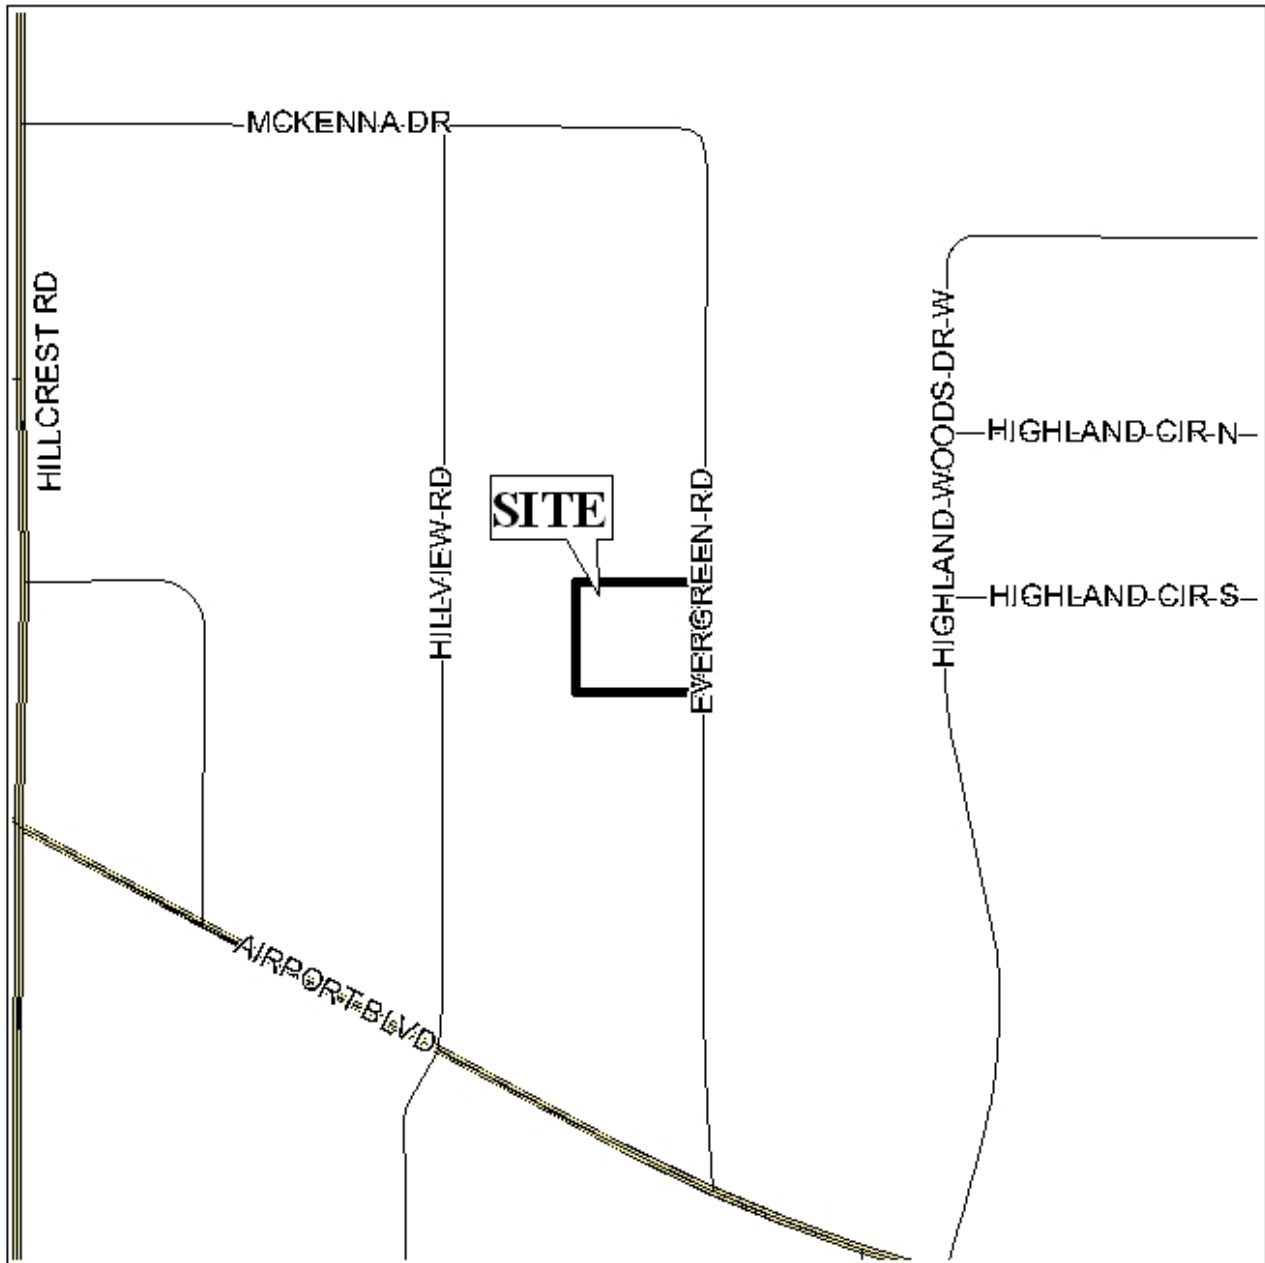 MCKENNA DR
HILLCREST RD
HIGHLAND WOODS DR W
HIGHLAND CIR N
HILLVIEW RD
SITE
EVERGREEN RD
HIGHLAND CIR S
AIRPORT BLVD